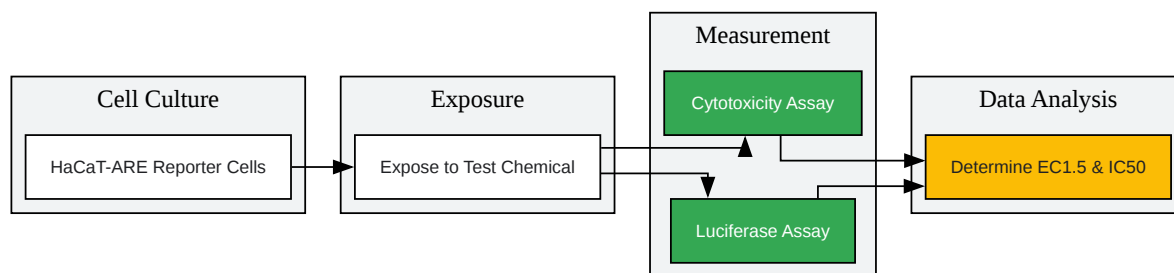 Cell Culture
HaCaT-ARE Reporter Cells
Exposure
Expose to Test Chemical
Measurement
Cytotoxicity Assay
Luciferase Assay
Data Analysis
Determine EC1.5 & IC50